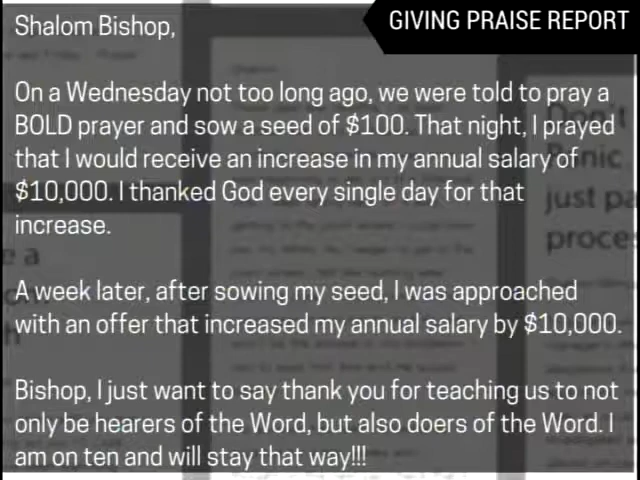 GIVING PRAISE REPORT
Shalom Bishop,
On a Wednesday not too long ago, we were told to pray a
BOLD prayer and sow a seed of $100. That night, I prayed
that I would receive an increase in my annual salary of
$10,000. I thanked God every single day for that
increase.
A week later, after sowing my seed, I was approached
with an offer that increased my annual salary by $10,000.
Bishop, I just want to say thank you for teaching us to not
only be hearers of the Word, but also doers of the Word. I
am on ten and will stay that way!!!
Don't
Panic
just pa
proce